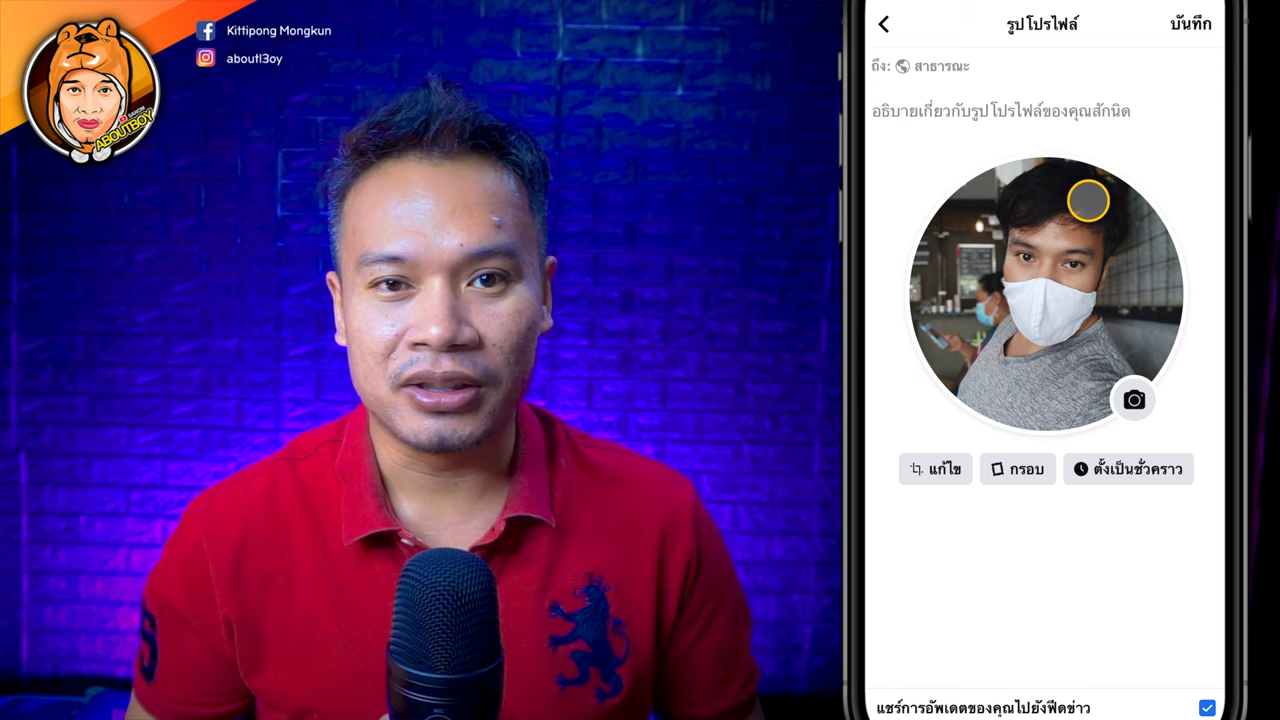 Kittipong Mongkun
aboutl3oy
ABOUTBOY
รูปโปรไฟล์
บันทึก
ถึง: สาธารณะ
อธิบายเกี่ยวกับรูปโปรไฟล์ของคุณสักนิด
แก้ไข
กรอบ
ตั้งเป็นชั่วคราว
แชร์การอัพเดตของคุณไปยังฟีดข่าว